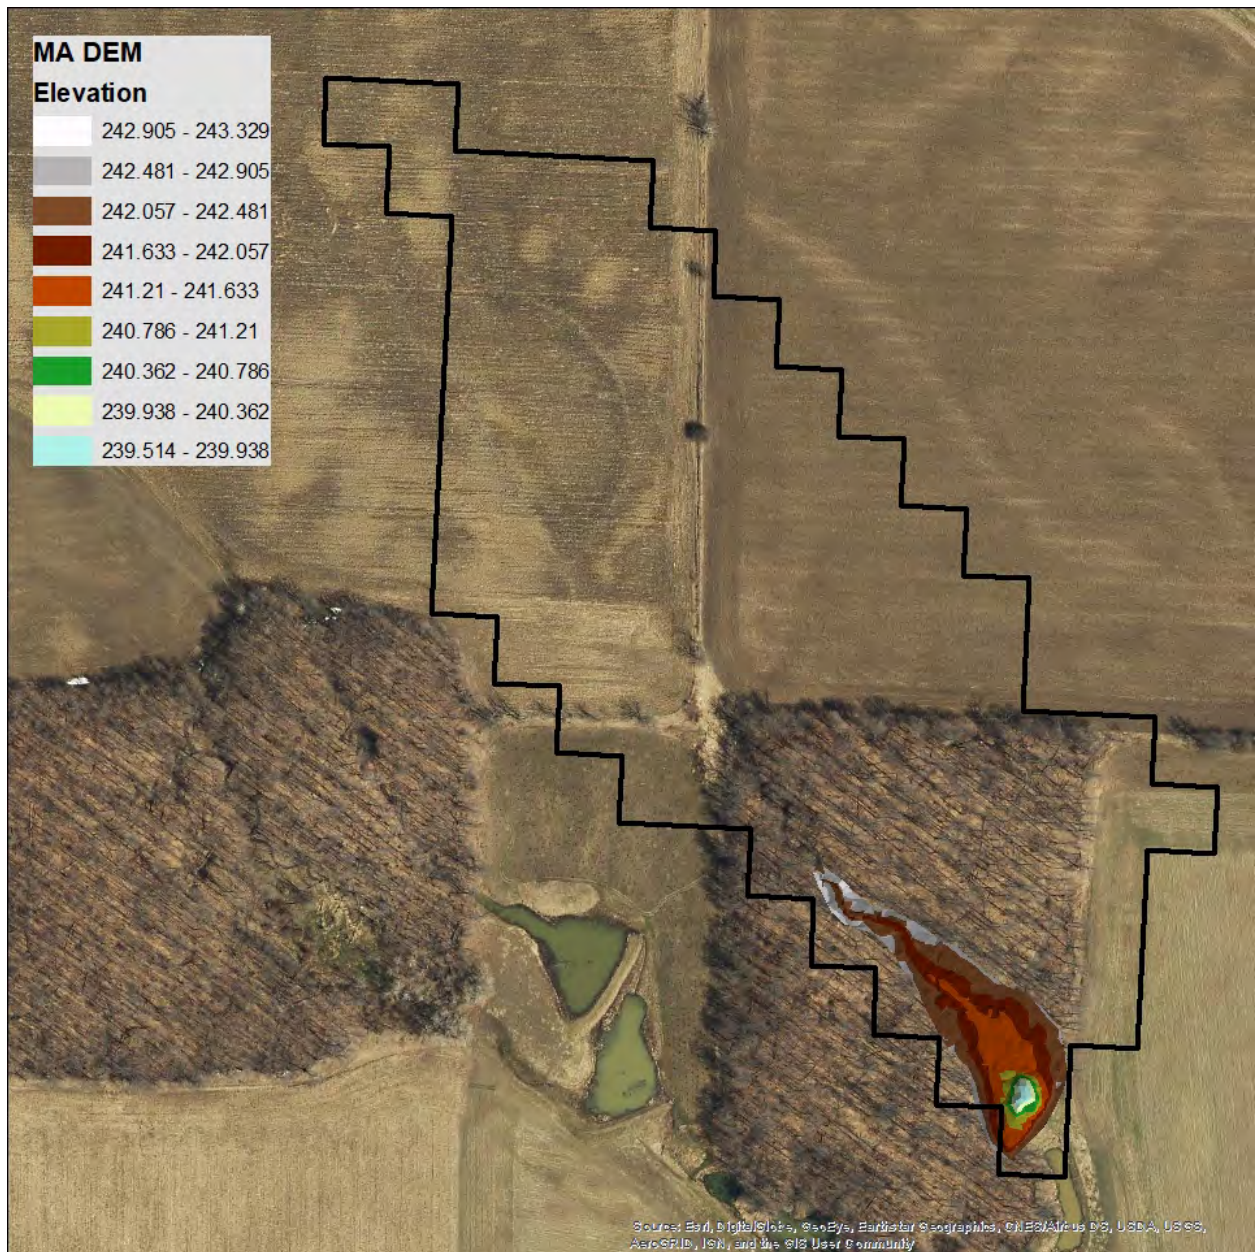 MA DEM
Elevation
242.905 - 243.329
242.481 - 242.905
242.057 - 242.481
241.633 - 242.057
241.21 - 241.633
240.786 - 241.21
240.362 - 240.786
239.938 - 240.362
239.514 - 239.938
Source: Esri, DigitalGlobe, GeoEye, Earthstar Geographics, CNES/Airbus DS, USDA, USGS,
AeroGRID, IGN, and the GIS User Community